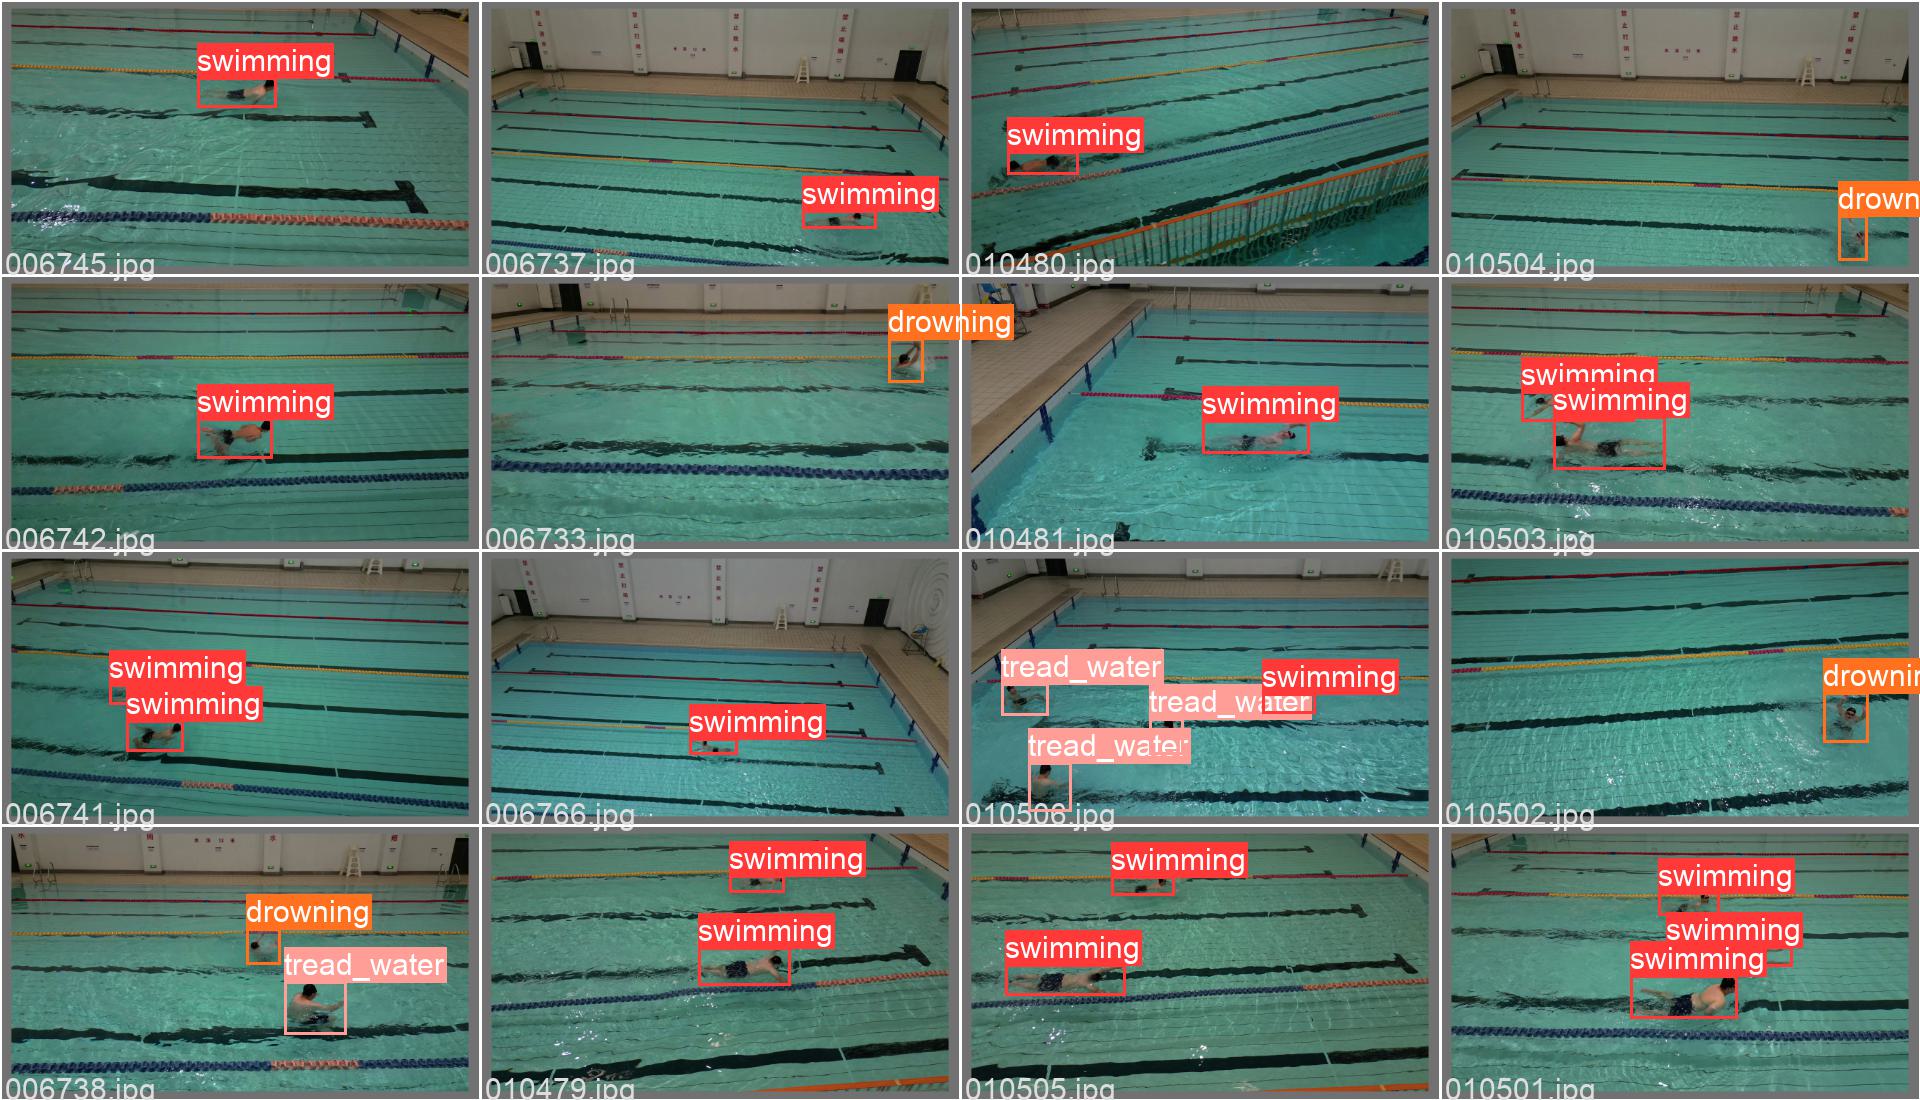 swimming
006745.jpg
swimming
006737.jpg
swimming
010480.jpg
drown
010504.jpg
swimming
006742.jpg
drowning
006733.jpg
swimming
010481.jpg
swimming
swimming
010503.jpg
swimming
swimming
006741.jpg
swimming
006766.jpg
tread_water
swimming
tread_water
tread_water
010506.jpg
drownin
010502.jpg
drowning
tread_water
006738.jpg
swimming
swimming
010479.jpg
swimming
swimming
010505.jpg
swimming
swimming
swimming
010501.jpg